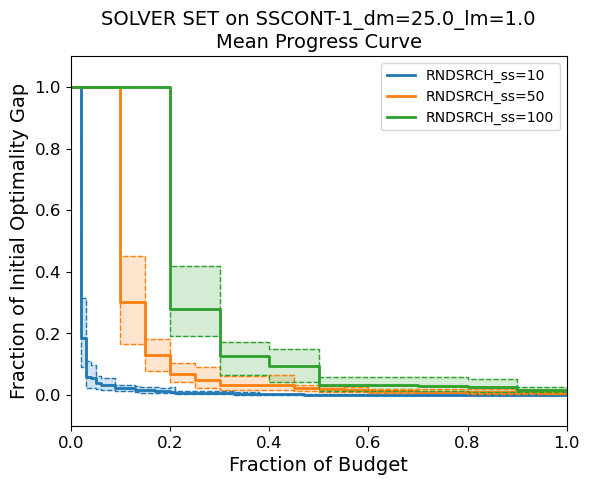 SOLVER SET on SSCONT-1_dm=25.0_lm=1.0
Mean Progress Curve
RNDSRCH_ss=10
RNDSRCH_ss=50
RNDSRCH_ss=100
Fraction of Initial Optimality Gap
1.0
0.8
0.6
0.4
0.2
0.0
0.0 0.2 0.4 0.6 0.8 1.0
Fraction of Budget